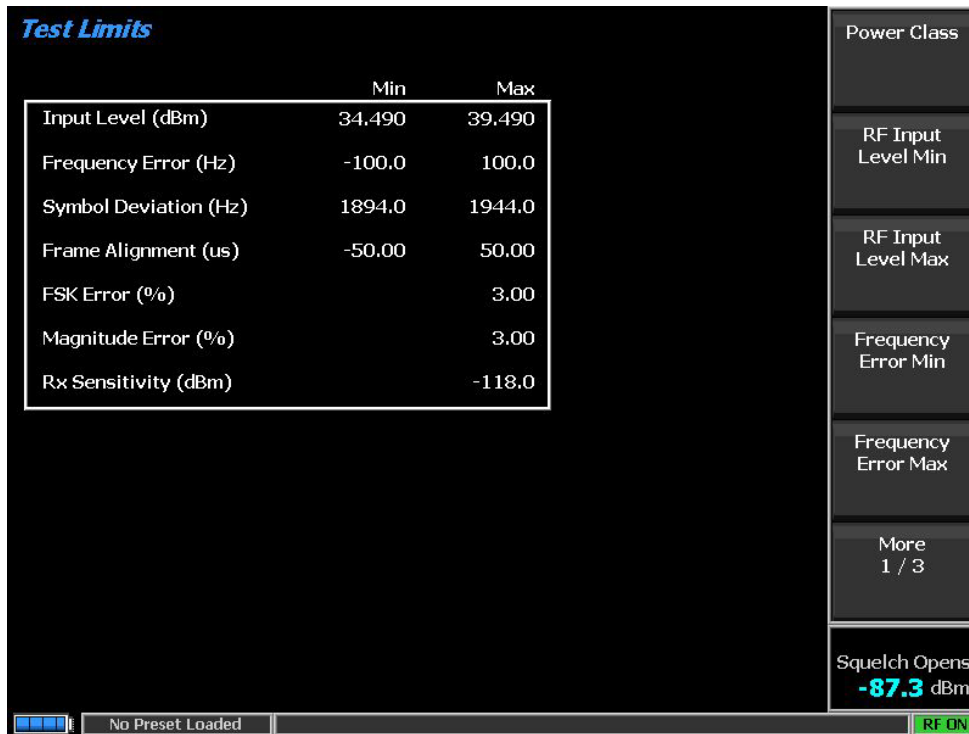 Test Limits
Min Max
Input Level (dBm) 34.490 39.490
Frequency Error (Hz) -100.0 100.0
Symbol Deviation (Hz) 1894.0 1944.0
Frame Alignment (us) -50.00 50.00
FSK Error (%) 3.00
Magnitude Error (%) 3.00
Rx Sensitivity (dBm) -118.0
Power Class
RF Input
Level Min
RF Input
Level Max
Frequency
Error Min
Frequency
Error Max
More
1 / 3
Squelch Opens
-87.3 dBm
No Preset Loaded
RF ON